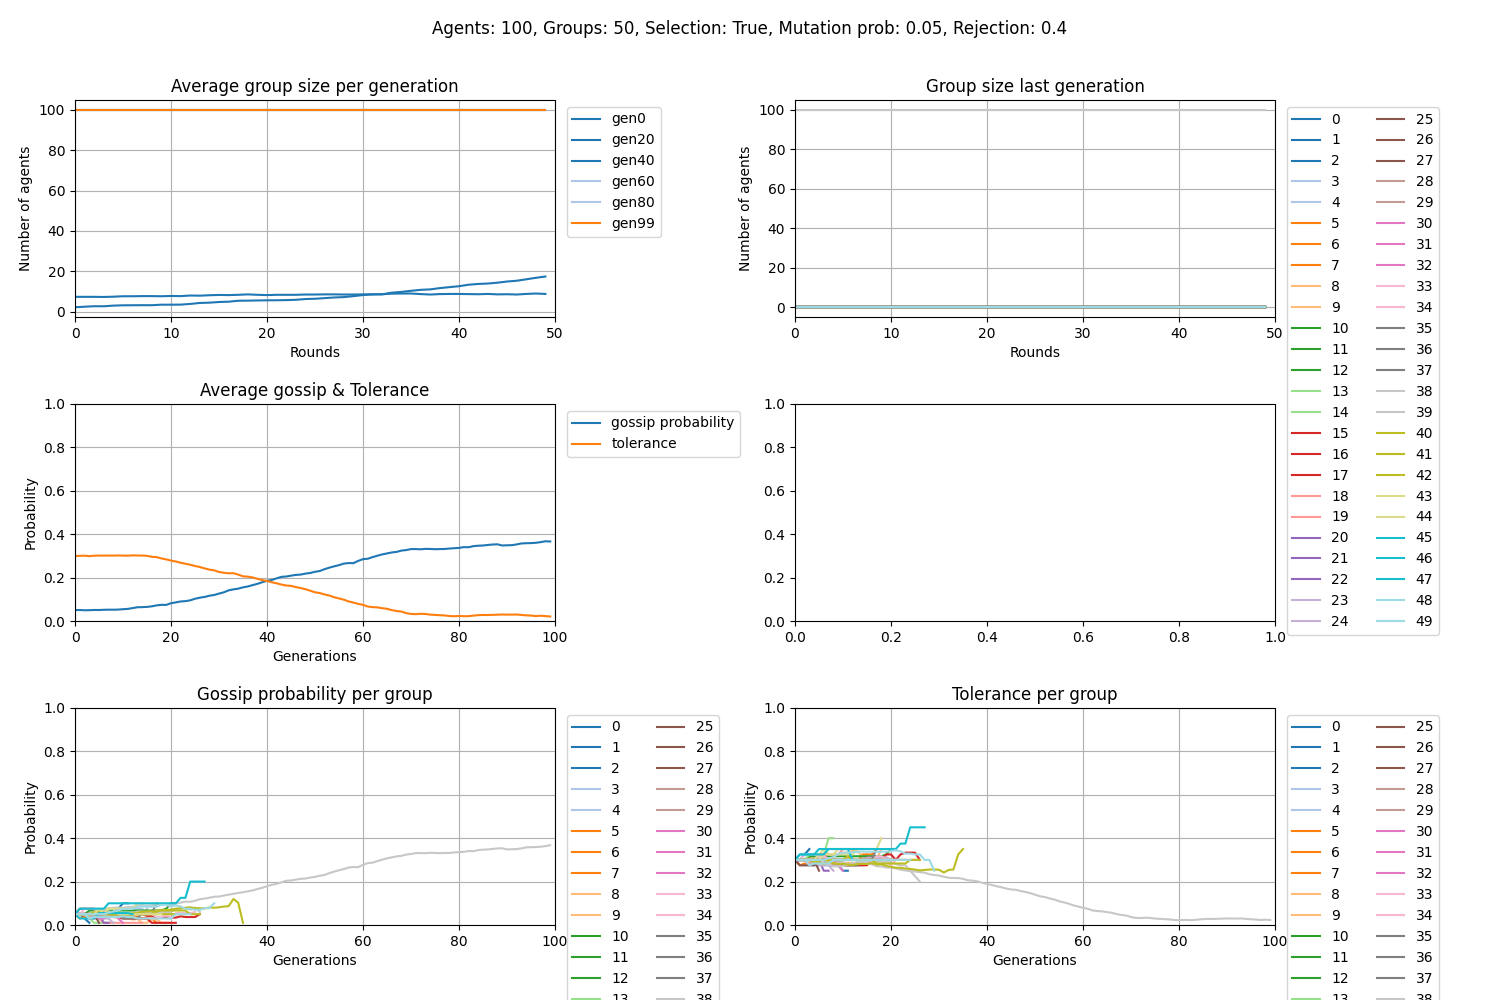 Agents: 100, Groups: 50, Selection: True, Mutation prob: 0.05, Rejection: 0.4
Average group size per generation
Number of agents
100
80
60
40
20
0
0 10 20 30 40 50
Rounds
gen0
gen20
gen40
gen60
gen80
gen99
Group size last generation
Number of agents
100
80
60
40
20
0
0 10 20 30 40 50
Rounds
0 25
1 26
2 27
3 28
4 29
5 30
6 31
7 32
8 33
9 34
10 35
11 36
12 37
13 38
14 39
15 40
16 41
17 42
18 43
19 44
20 45
21 46
22 47
23 48
24 49
Average gossip & Tolerance
Probability
1.0
0.8
0.6
0.4
0.2
0.0
0 20 40 60 80 100
Generations
gossip probability
tolerance
1.0
0.8
0.6
0.4
0.2
0.0
0.0 0.2 0.4 0.6 0.8 1.0
Gossip probability per group
Probability
1.0
0.8
0.6
0.4
0.2
0.0
0 20 40 60 80 100
Generations
0 25
1 26
2 27
3 28
4 29
5 30
6 31
7 32
8 33
9 34
10 35
11 36
12 37
13 38
Tolerance per group
Probability
1.0
0.8
0.6
0.4
0.2
0.0
0 20 40 60 80 100
Generations
0 25
1 26
2 27
3 28
4 29
5 30
6 31
7 32
8 33
9 34
10 35
11 36
12 37
13 38